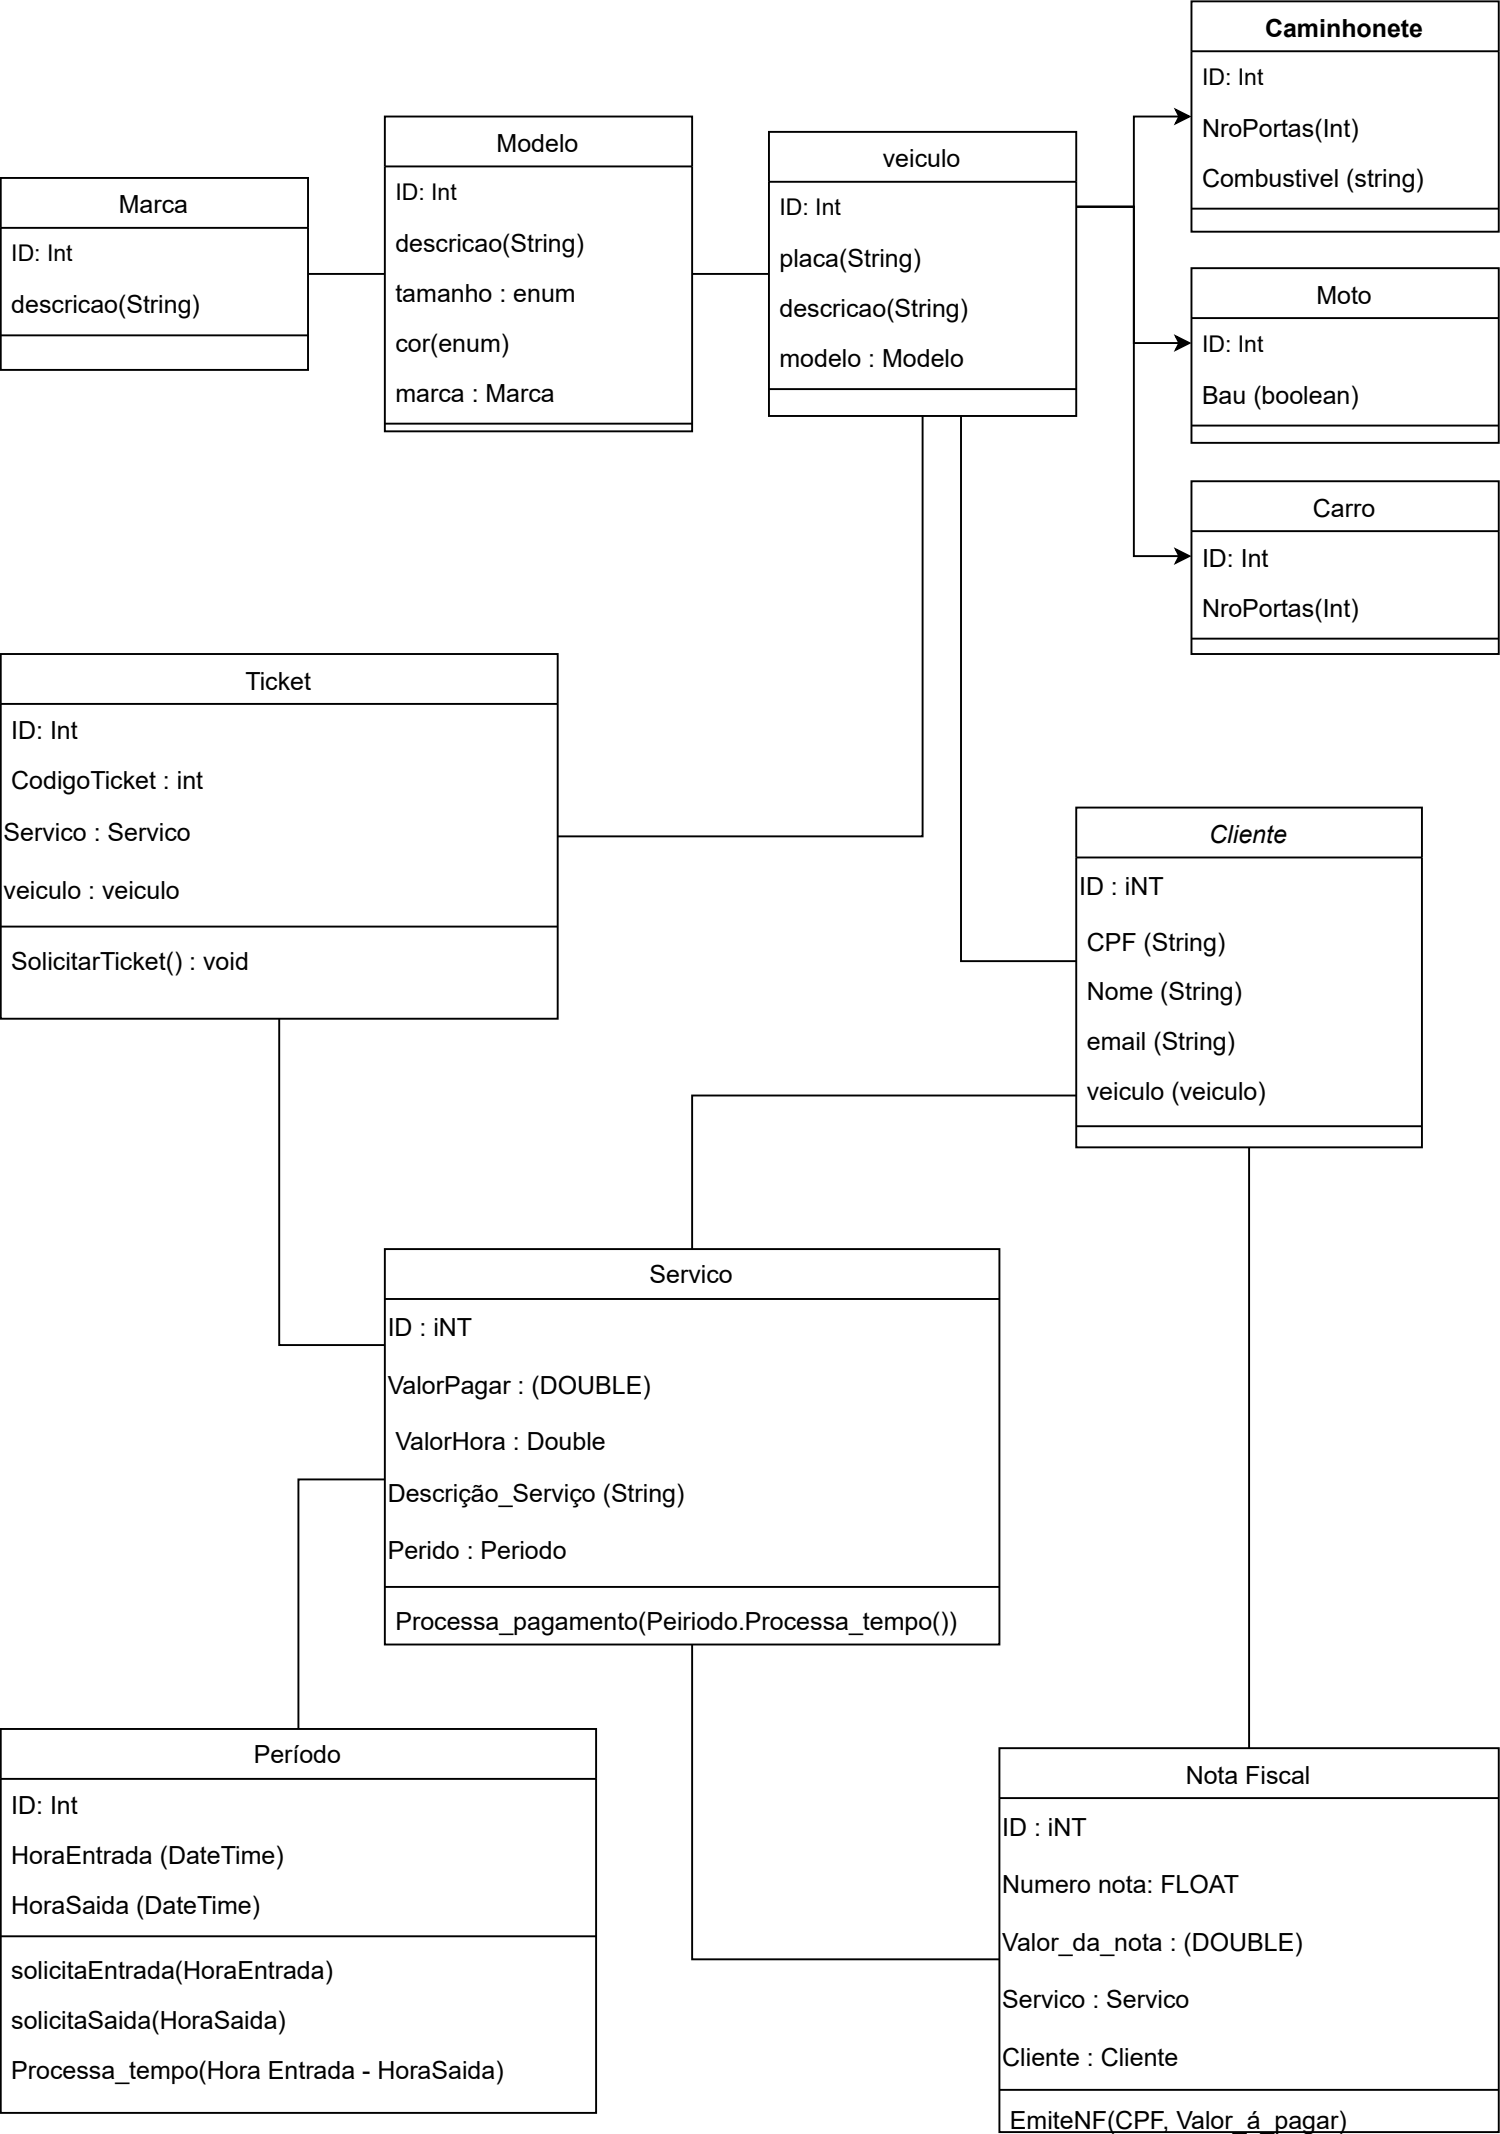 Caminhonete
ID: Int
NroPortas(Int)
Combustivel (string)
Modelo
ID: Int
descricao(String)
tamanho : enum
cor(enum)
marca : Marca
veiculo
ID: Int
placa(String)
descricao(String)
modelo : Modelo
Marca
ID: Int
descricao(String)
Moto
ID: Int
Bau (boolean)
Carro
ID: Int
NroPortas(Int)
Ticket
ID: Int
CodigoTicket : int
Servico : Servico
veiculo : veiculo
SolicitarTicket() : void
Cliente
ID : iNT
CPF (String)
Nome (String)
email (String)
veiculo (veiculo)
Servico
ID : iNT
ValorPagar : (DOUBLE)
ValorHora : Double
Descrição_Serviço (String)
Perido : Periodo
Processa_pagamento(Peiriodo.Processa_tempo())
Período
ID: Int
HoraEntrada (DateTime)
HoraSaida (DateTime)
solicitaEntrada(HoraEntrada)
solicitaSaida(HoraSaida)
Processa_tempo(Hora Entrada - HoraSaida)
Nota Fiscal
ID : iNT
Numero nota: FLOAT
Valor_da_nota : (DOUBLE)
Servico : Servico
Cliente : Cliente
EmiteNF(CPF, Valor_á_pagar)